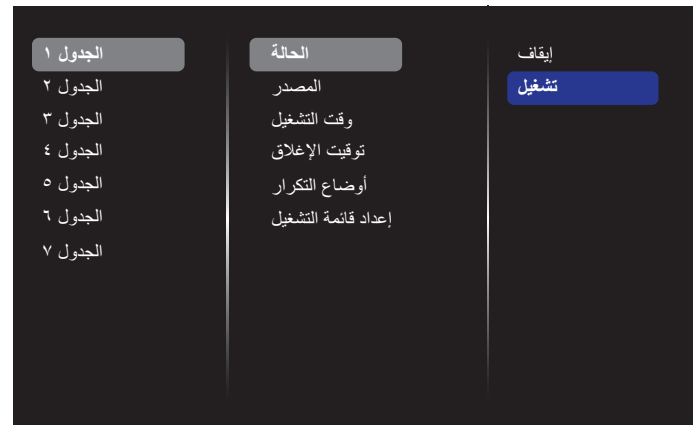 الجدول ١
الجدول ٢
الجدول ٣
الجدول ٤
الجدول ٥
الجدول ٦
الجدول ٧
الحالة
المصدر
وقت التشغيل
توقيت الإغلاق
أوضاع التكرار
إعداد قائمة التشغيل
إيقاف
تشغيل